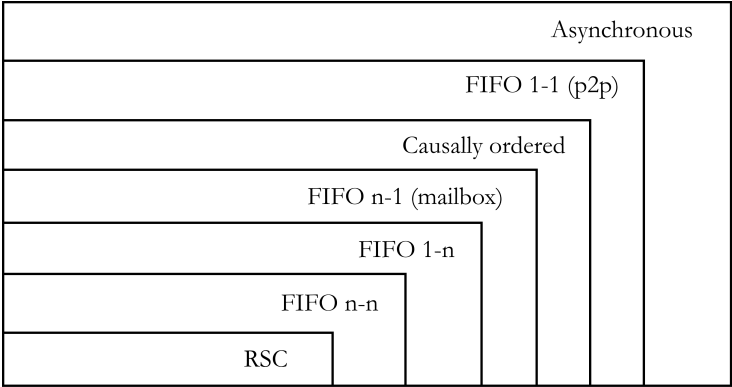 Asynchronous
FIFO 1-1 (p2p)
Causally ordered
FIFO n-1 (mailbox)
FIFO 1-n
FIFO n-n
RSC